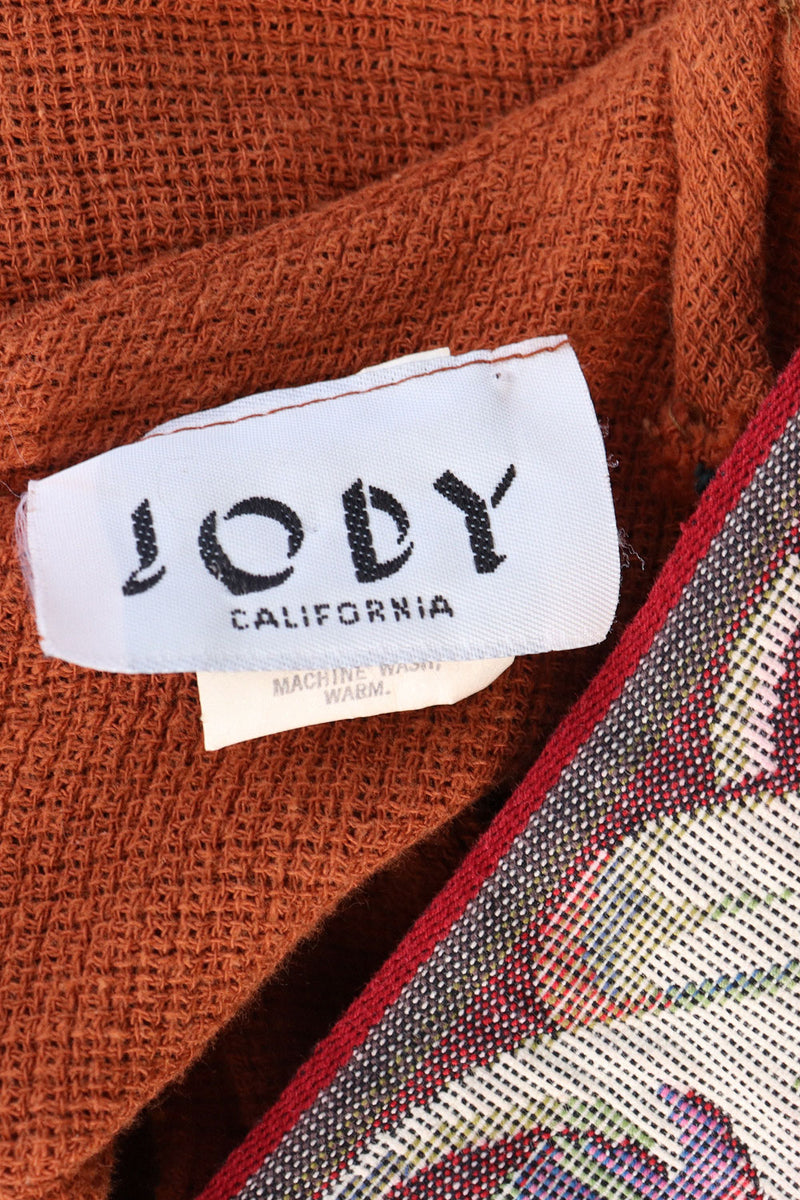 JODY
CALIFORNIA
MACHINE WASH,
WARM.